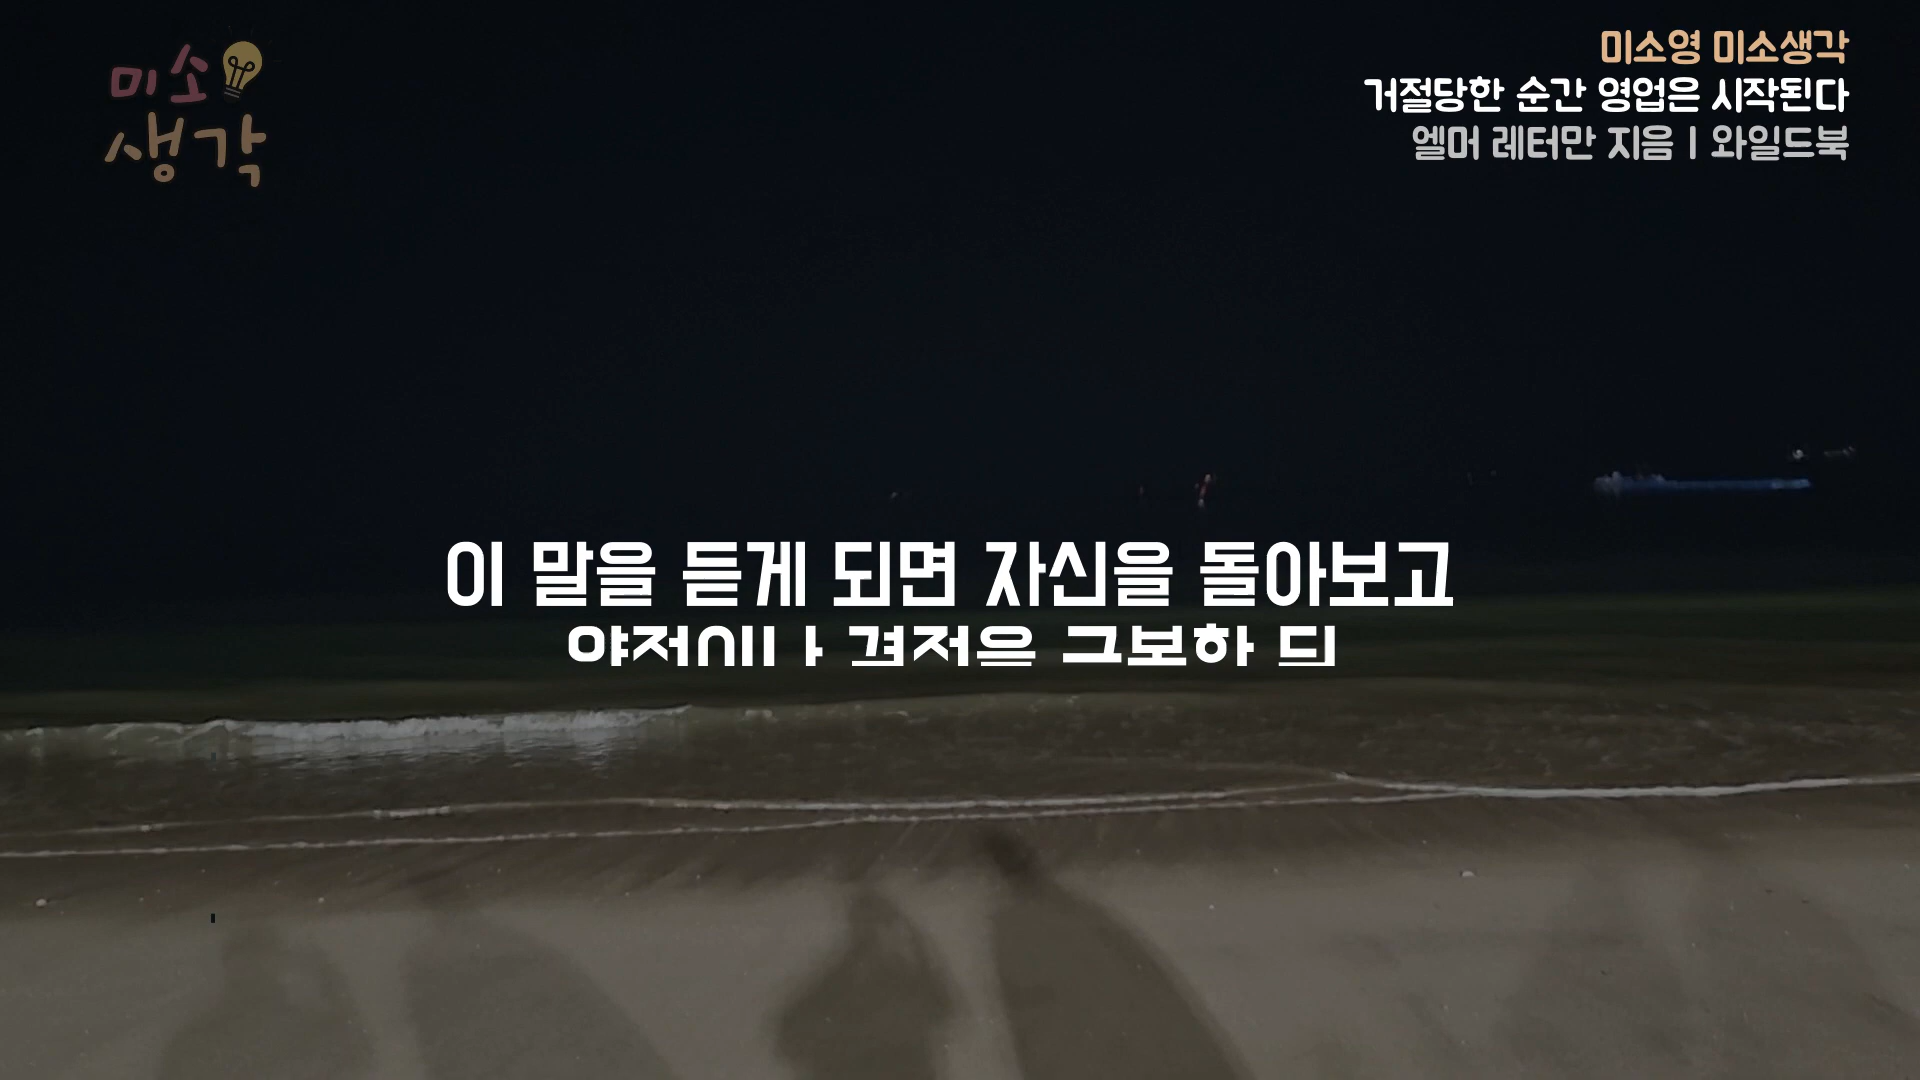 미소
생각
미소영 미소생각
거절당한 순간 영업은 시작된다
엘머 레터만 지음 | 와일드북
이 말을 듣게 되면 자신을 돌아보고